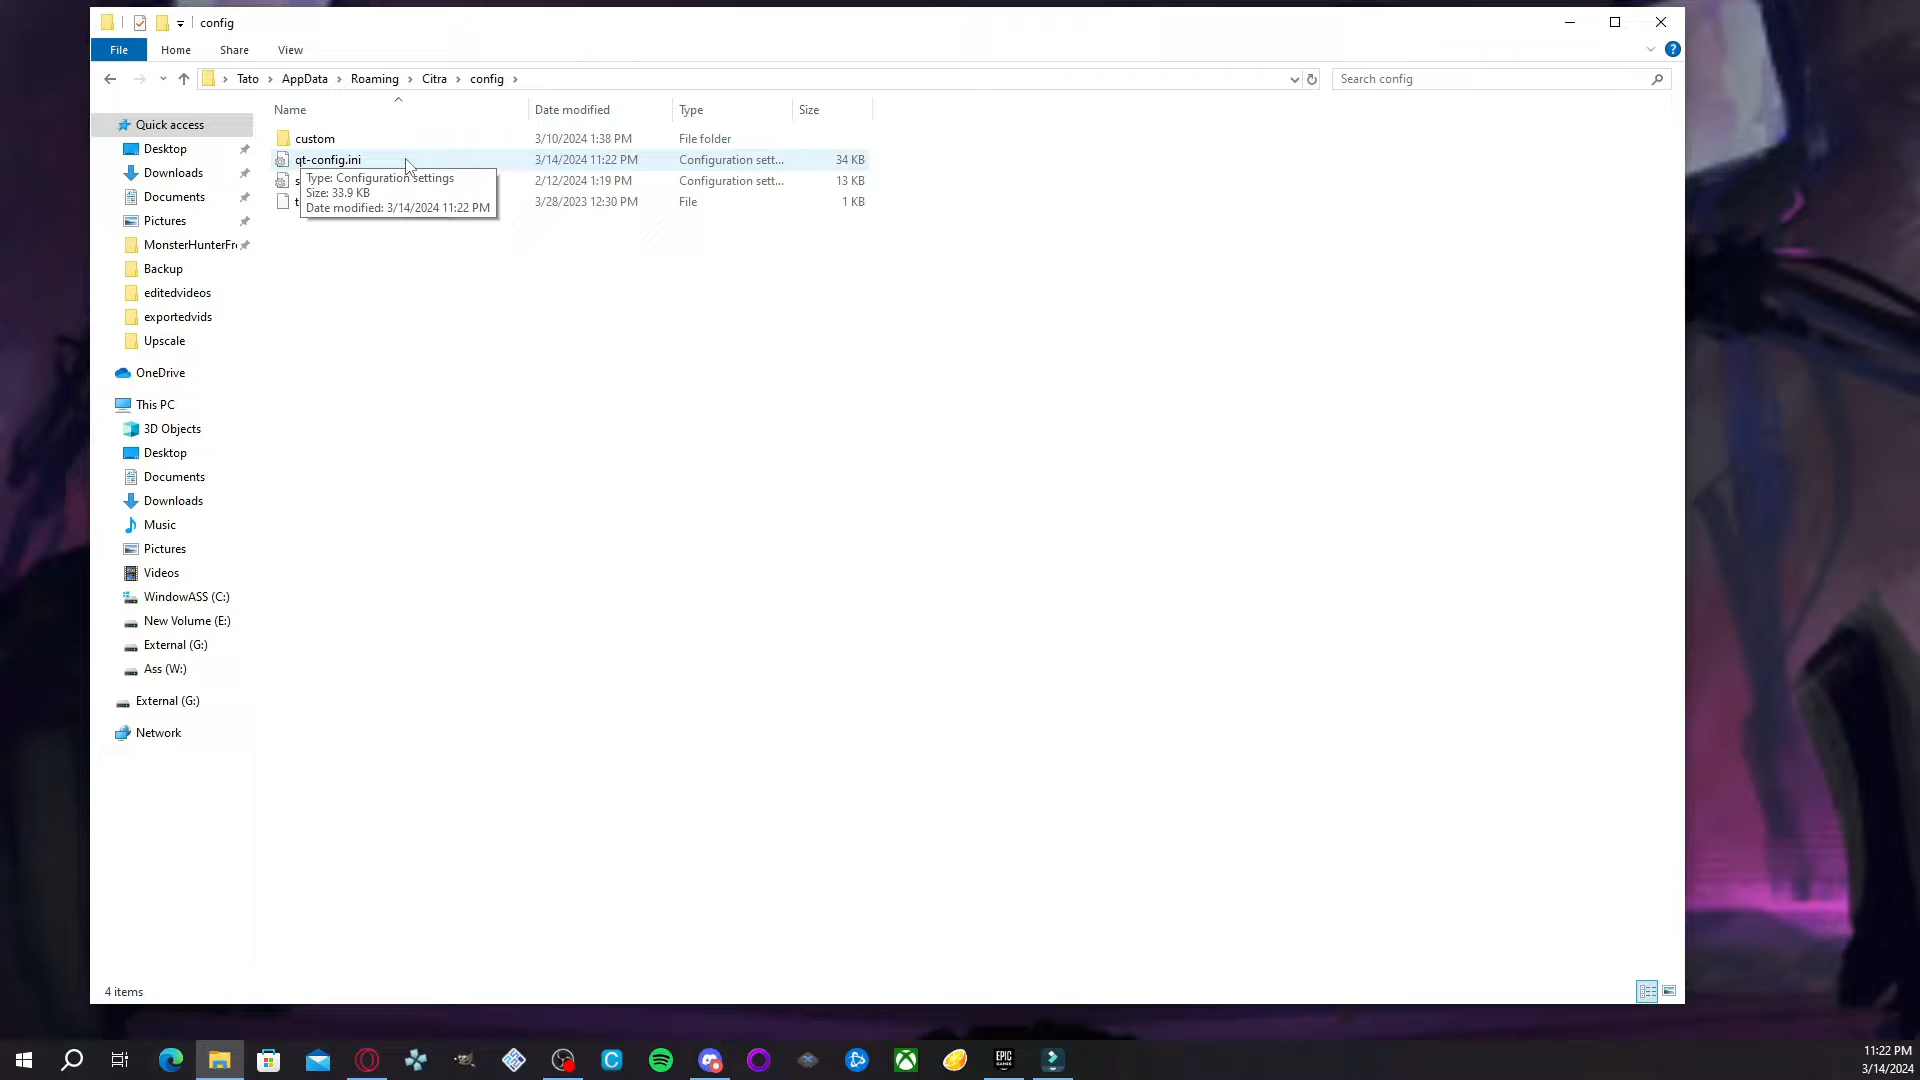 config
File Home Share View
Tato AppData Roaming Citra config
Search config
Name Date modified Type Size
custom 3/10/2024 1:38 PM File folder
qt-config.ini 3/14/2024 11:22 PM Configuration sett... 34 KB
s 2/12/2024 1:19 PM Configuration sett... 13 KB
t 3/28/2023 12:30 PM File 1 KB
Type: Configuration settings
Size: 33.9 KB
Date modified: 3/14/2024 11:22 PM
Quick access
Desktop
Downloads
Documents
Pictures
MonsterHunterFr
Backup
editedvideos
exportedvids
Upscale
OneDrive
This PC
3D Objects
Desktop
Documents
Downloads
Music
Pictures
Videos
WindowASS (C:)
New Volume (E:)
External (G:)
Ass (W:)
External (G:)
Network
4 items
EPIC
GAMES
11:22 PM
3/14/2024